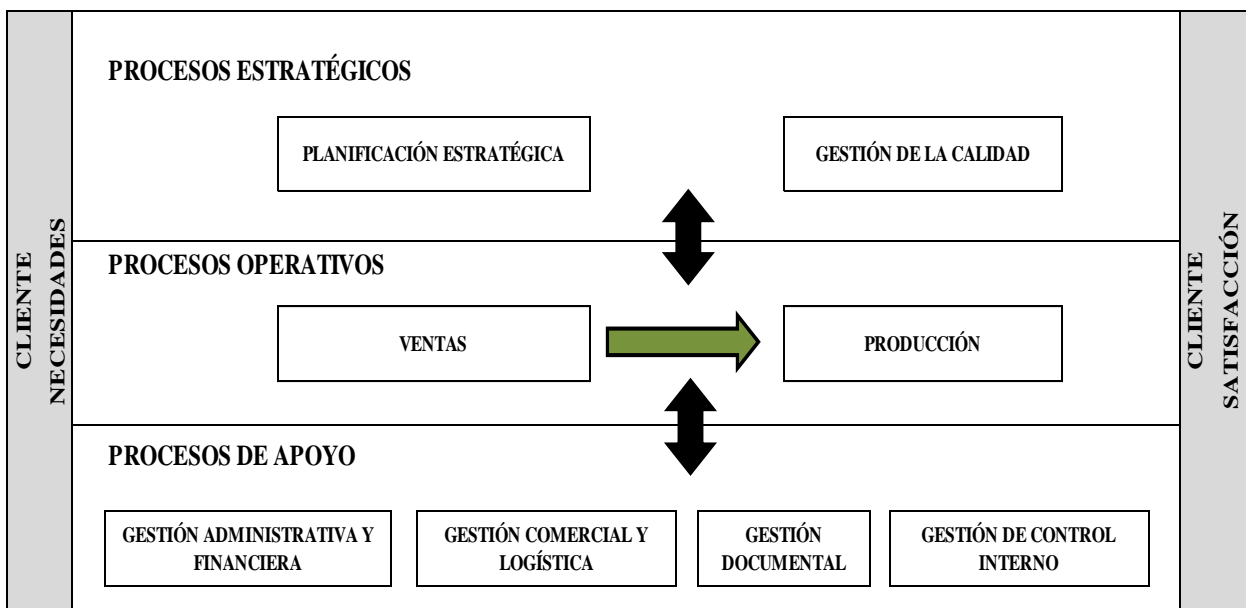 CLIENTE
NECESIDADES
PROCESOS ESTRATÉGICOS
PLANIFICACIÓN ESTRATÉGICA
GESTIÓN DE LA CALIDAD
PROCESOS OPERATIVOS
VENTAS
PRODUCCIÓN
PROCESOS DE APOYO
GESTIÓN ADMINISTRATIVA Y
FINANCIERA
GESTIÓN COMERCIAL Y
LOGÍSTICA
GESTIÓN
DOCUMENTAL
GESTIÓN DE CONTROL
INTERNO
CLIENTE
SATISFACCIÓN